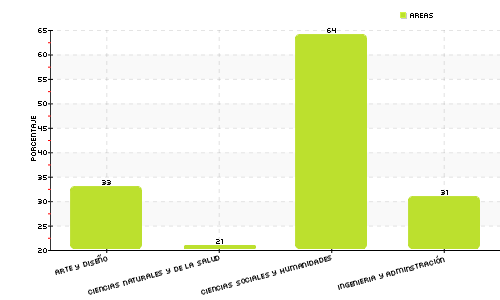 AREAS
PORCENTAJE
65
60
55
50
45
40
35
30
25
20
33
21
64
31
ARTE Y DISEÑO
CIENCIAS NATURALES Y DE LA SALUD
CIENCIAS SOCIALES Y HUMANIDADES
INGENIERIA Y ADMINSTRACIÓN